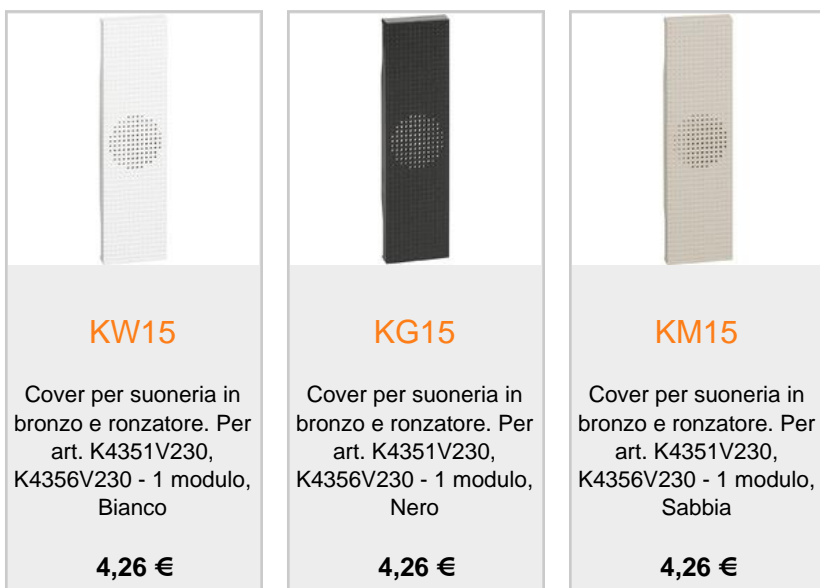 KW15
Cover per suoneria in
bronzo e ronzatore. Per
art. K4351V230,
K4356V230 - 1 modulo,
Bianco
4,26 €
KG15
Cover per suoneria in
bronzo e ronzatore. Per
art. K4351V230,
K4356V230 - 1 modulo,
Nero
4,26 €
KM15
Cover per suoneria in
bronzo e ronzatore. Per
art. K4351V230,
K4356V230 - 1 modulo,
Sabbia
4,26 €